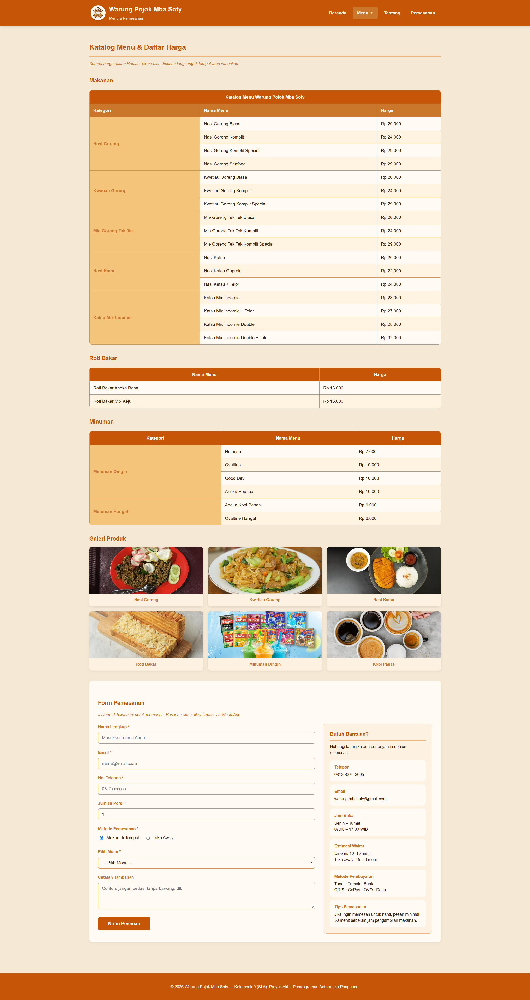 Warung Pojok Mba Sofy
Menu & Pemesanan
Beranda
Menu ▼
Tentang
Pemesanan
Katalog Menu & Daftar Harga
Semua harga dalam Rupiah. Menu bisa dipesan langsung di tempat atau via online.
Makanan
Katalog Menu Warung Pojok Mba Sofy
Kategori Nama Menu Harga
Nasi Goreng
Nasi Goreng Biasa Rp 20.000
Nasi Goreng Komplit Rp 24.000
Nasi Goreng Komplit Special Rp 29.000
Nasi Goreng Seafood Rp 29.000
Kwetiau Goreng
Kwetiau Goreng Biasa Rp 20.000
Kwetiau Goreng Komplit Rp 24.000
Kwetiau Goreng Komplit Special Rp 29.000
Mie Goreng Tek Tek
Mie Goreng Tek Tek Biasa Rp 20.000
Mie Goreng Tek Tek Komplit Rp 24.000
Mie Goreng Tek Tek Komplit Special Rp 29.000
Nasi Katsu
Nasi Katsu Rp 20.000
Nasi Katsu Geprek Rp 22.000
Nasi Katsu + Telor Rp 24.000
Katsu Mix Indomie
Katsu Mix Indomie Rp 23.000
Katsu Mix Indomie + Telor Rp 27.000
Katsu Mix Indomie Double Rp 28.000
Katsu Mix Indomie Double + Telor Rp 32.000
Roti Bakar
Nama Menu Harga
Roti Bakar Aneka Rasa Rp 13.000
Roti Bakar Mix Keju Rp 15.000
Minuman
Kategori Nama Menu Harga
Minuman Dingin
Nutrisari Rp 7.000
Ovaltine Rp 10.000
Good Day Rp 10.000
Aneka Pop Ice Rp 10.000
Minuman Hangat
Aneka Kopi Panas Rp 6.000
Ovaltine Hangat Rp 6.000
Galeri Produk
Nasi Goreng
Kwetiau Goreng
Nasi Katsu
NutriSari
NutriSari
NutriSari
Roti Bakar
Minuman Dingin
Kopi Panas
Form Pemesanan
Isi form di bawah ini untuk memesan. Pesanan akan dikonfirmasi via WhatsApp.
Nama Lengkap *
Masukkan nama Anda
Email *
nama@email.com
No. Telepon *
0812xxxxxxx
Jumlah Porsi *
1
Metode Pemesanan *
Makan di Tempat
Take Away
Pilih Menu *
-- Pilih Menu --
Catatan Tambahan
Contoh: jangan pedas, tanpa bawang, dll.
Kirim Pesanan
Butuh Bantuan?
Hubungi kami jika ada pertanyaan sebelum
memesan:
Telepon
0813-8376-3005
Email
warung.mbasofy@gmail.com
Jam Buka
Senin – Jumat
07.00 – 17.00 WIB
Estimasi Waktu
Dine-in: 10–15 menit
Take away: 15–20 menit
Metode Pembayaran
Tunai · Transfer Bank
QRIS · GoPay · OVO · Dana
Tips Pemesanan
Jika ingin memesan untuk nanti, pesan minimal
30 menit sebelum jam pengambilan makanan.
© 2026 Warung Pojok Mba Sofy — Kelompok 9 (SI A). Proyek Akhir Pemrograman Antarmuka Pengguna.